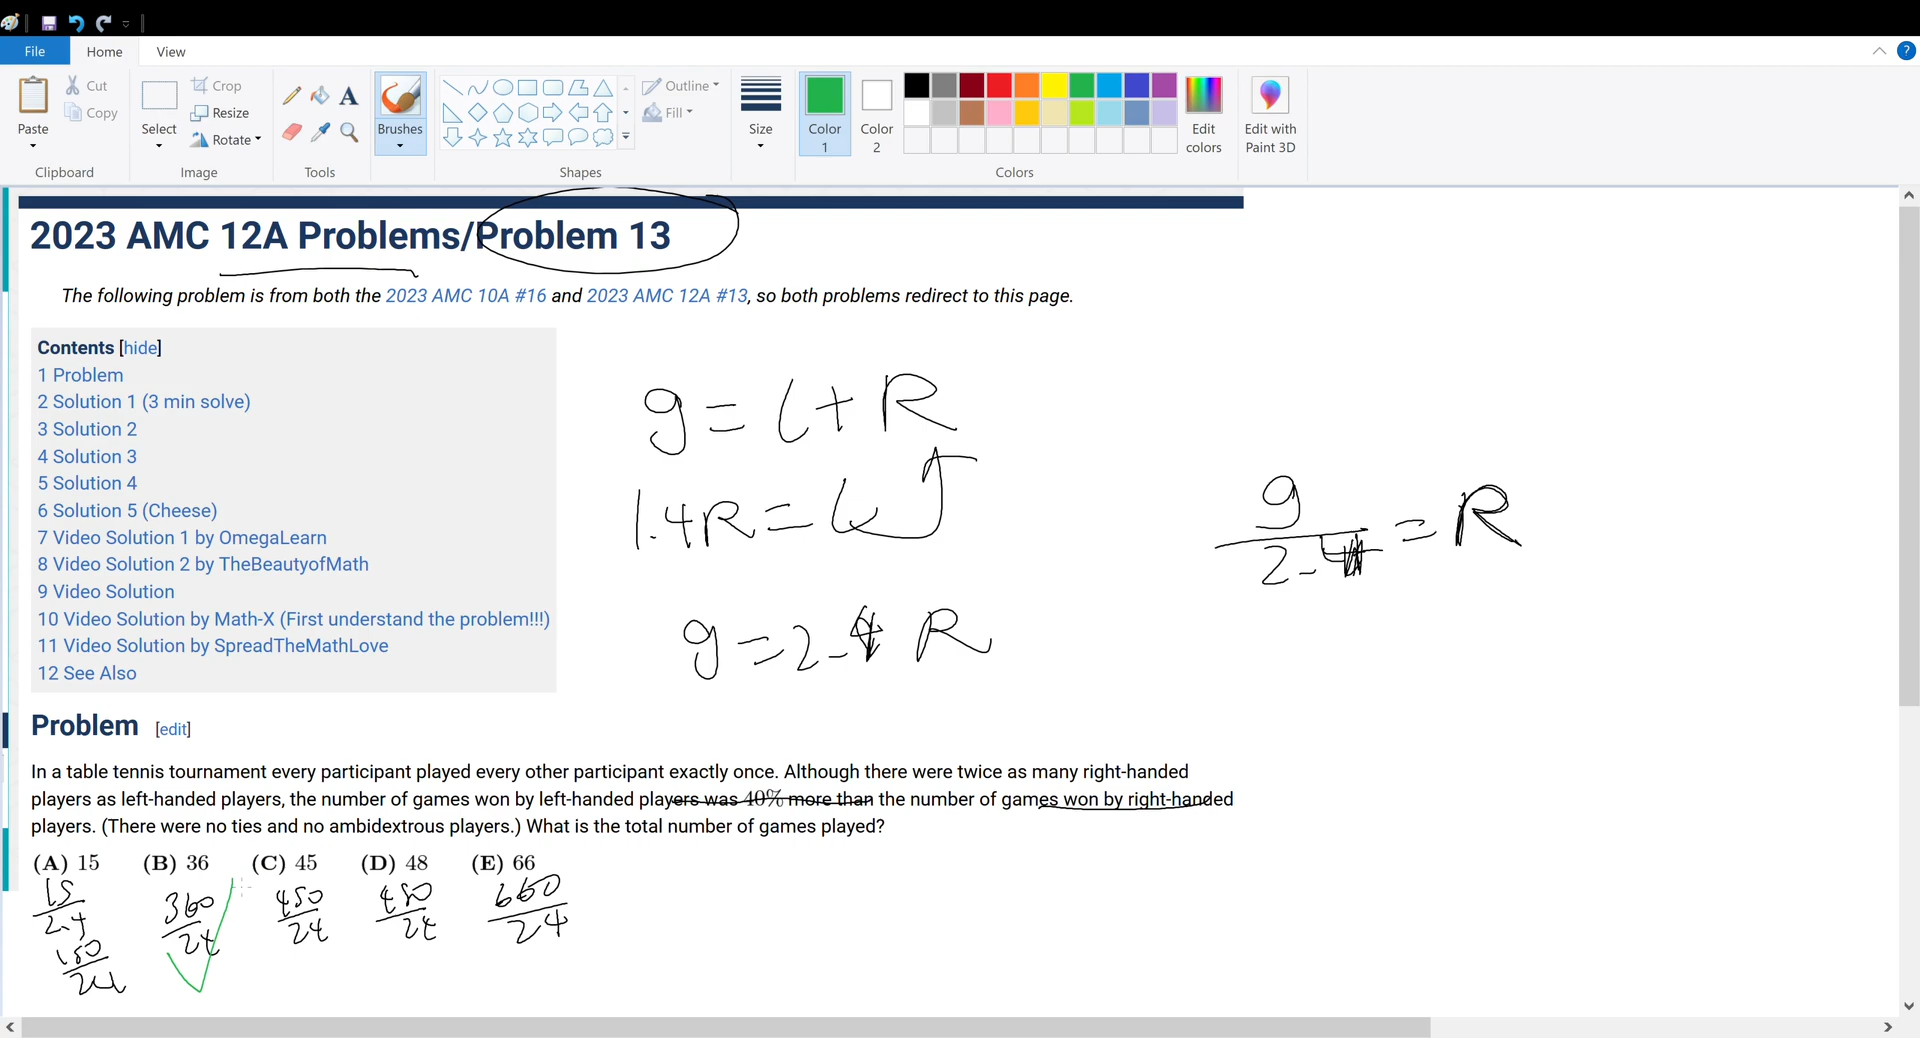 File Home View
Paste Cut Copy Clipboard
Select Crop Resize Rotate Image
A Tools
Brushes
Shapes
Outline Fill
Size
Color 1 Color 2 Edit colors Colors
Edit with Paint 3D
?
2023 AMC 12A Problems/Problem 13
The following problem is from both the 2023 AMC 10A #16 and 2023 AMC 12A #13, so both problems redirect to this page.
Contents [hide]
1 Problem
2 Solution 1 (3 min solve)
3 Solution 2
4 Solution 3
5 Solution 4
6 Solution 5 (Cheese)
7 Video Solution 1 by OmegaLearn
8 Video Solution 2 by TheBeautyofMath
9 Video Solution
10 Video Solution by Math-X (First understand the problem!!!)
11 Video Solution by SpreadTheMathLove
12 See Also
g = l + R
1.4R = l
g = 2.4 R
g/2.4 = R
Problem [edit]
In a table tennis tournament every participant played every other participant exactly once. Although there were twice as many right-handed
players as left-handed players, the number of games won by left-handed players was 40% more than the number of games won by right-handed
players. (There were no ties and no ambidextrous players.) What is the total number of games played?
(A) 15 (B) 36 (C) 45 (D) 48 (E) 66
15/2.4 360/24 450/24 480/24 660/24
150/24